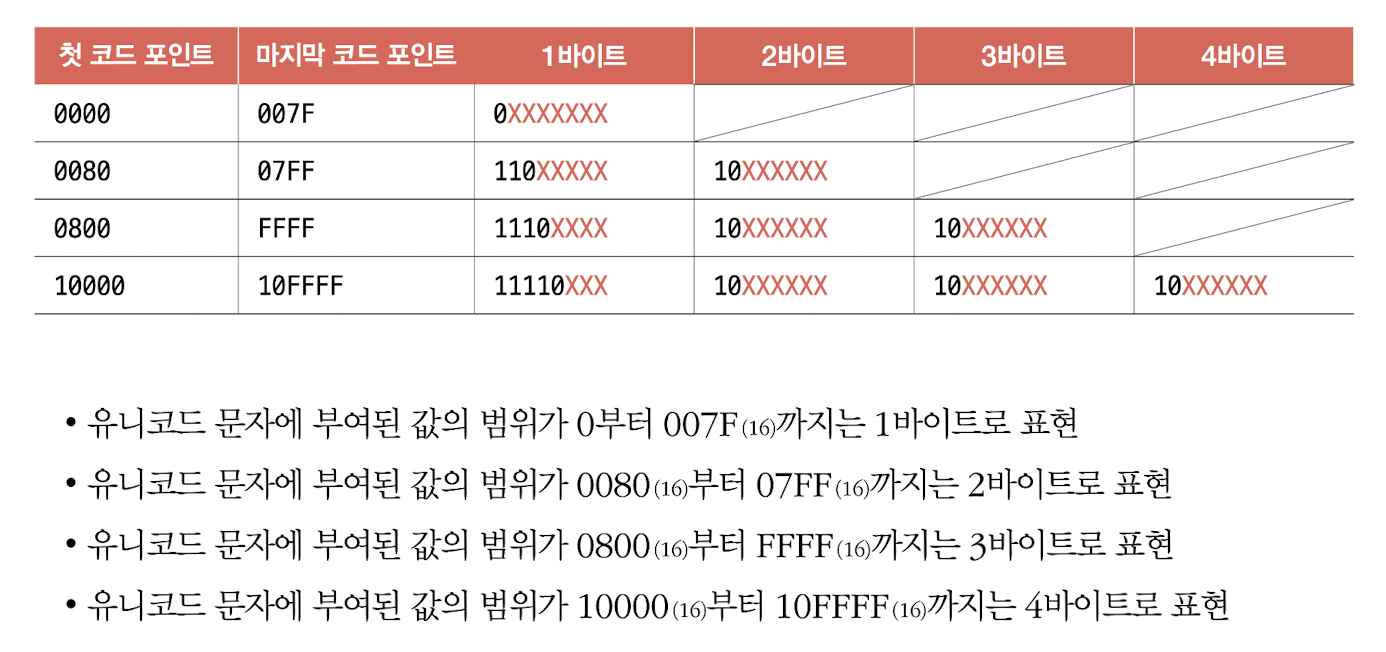 첫 코드 포인트 마지막 코드 포인트 1바이트 2바이트 3바이트 4바이트
0000 007F 0XXXXXXX
0080 07FF 110XXXXX 10XXXXXX
0800 FFFF 1110XXXX 10XXXXXX 10XXXXXX
10000 10FFFF 11110XXX 10XXXXXX 10XXXXXX 10XXXXXX
• 유니코드 문자에 부여된 값의 범위가 0부터 007F(16)까지는 1바이트로 표현
• 유니코드 문자에 부여된 값의 범위가 0080(16)부터 07FF(16)까지는 2바이트로 표현
• 유니코드 문자에 부여된 값의 범위가 0800(16)부터 FFFF(16)까지는 3바이트로 표현
• 유니코드 문자에 부여된 값의 범위가 10000(16)부터 10FFFF(16)까지는 4바이트로 표현